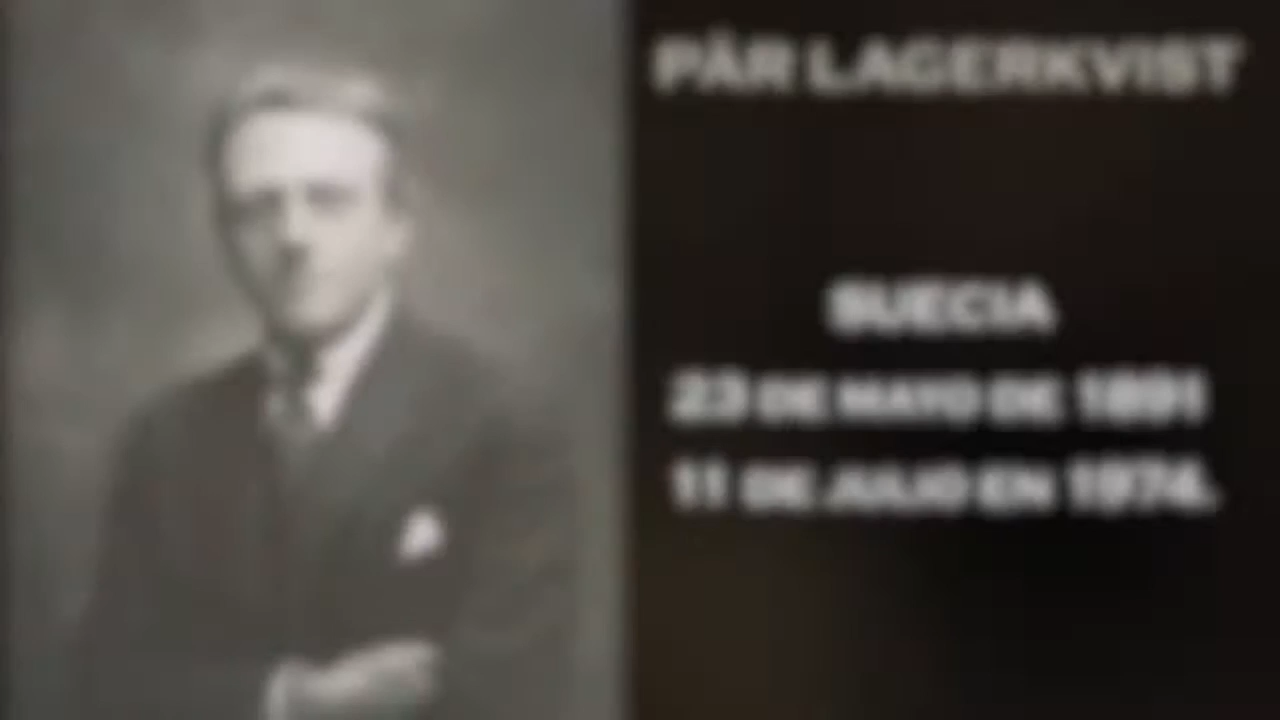 PÄR LAGERKVIST
SUECIA
23 DE MAYO DE 1891
11 DE JULIO EN 1974.